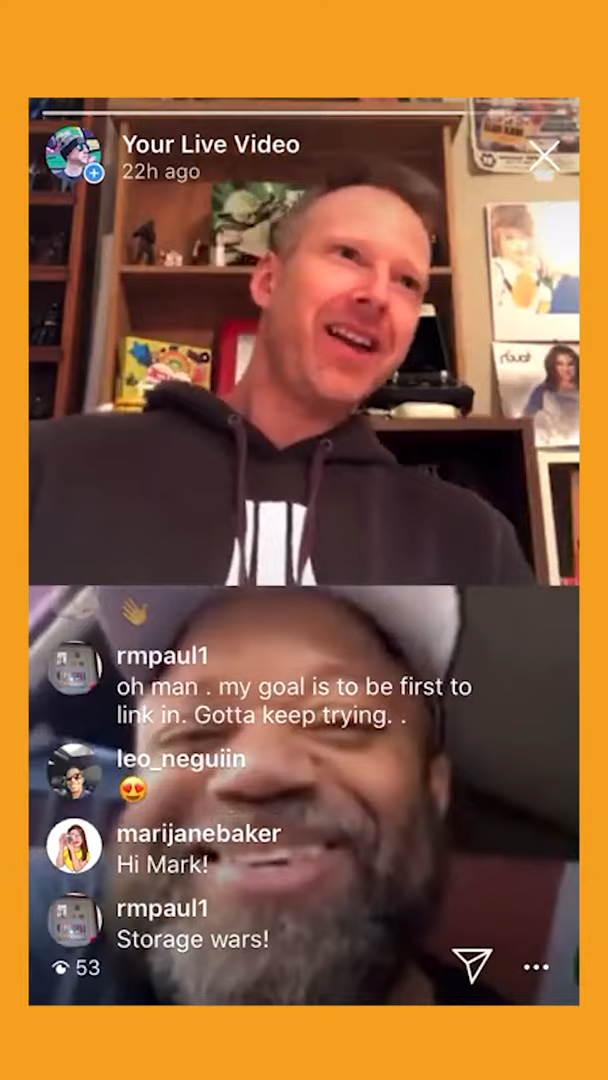 Your Live Video
22h ago
rmpaul1
oh man . my goal is to be first to
link in. Gotta keep trying. .
leo_neguiin
😍
marijanebaker
Hi Mark!
rmpaul1
Storage wars!
53